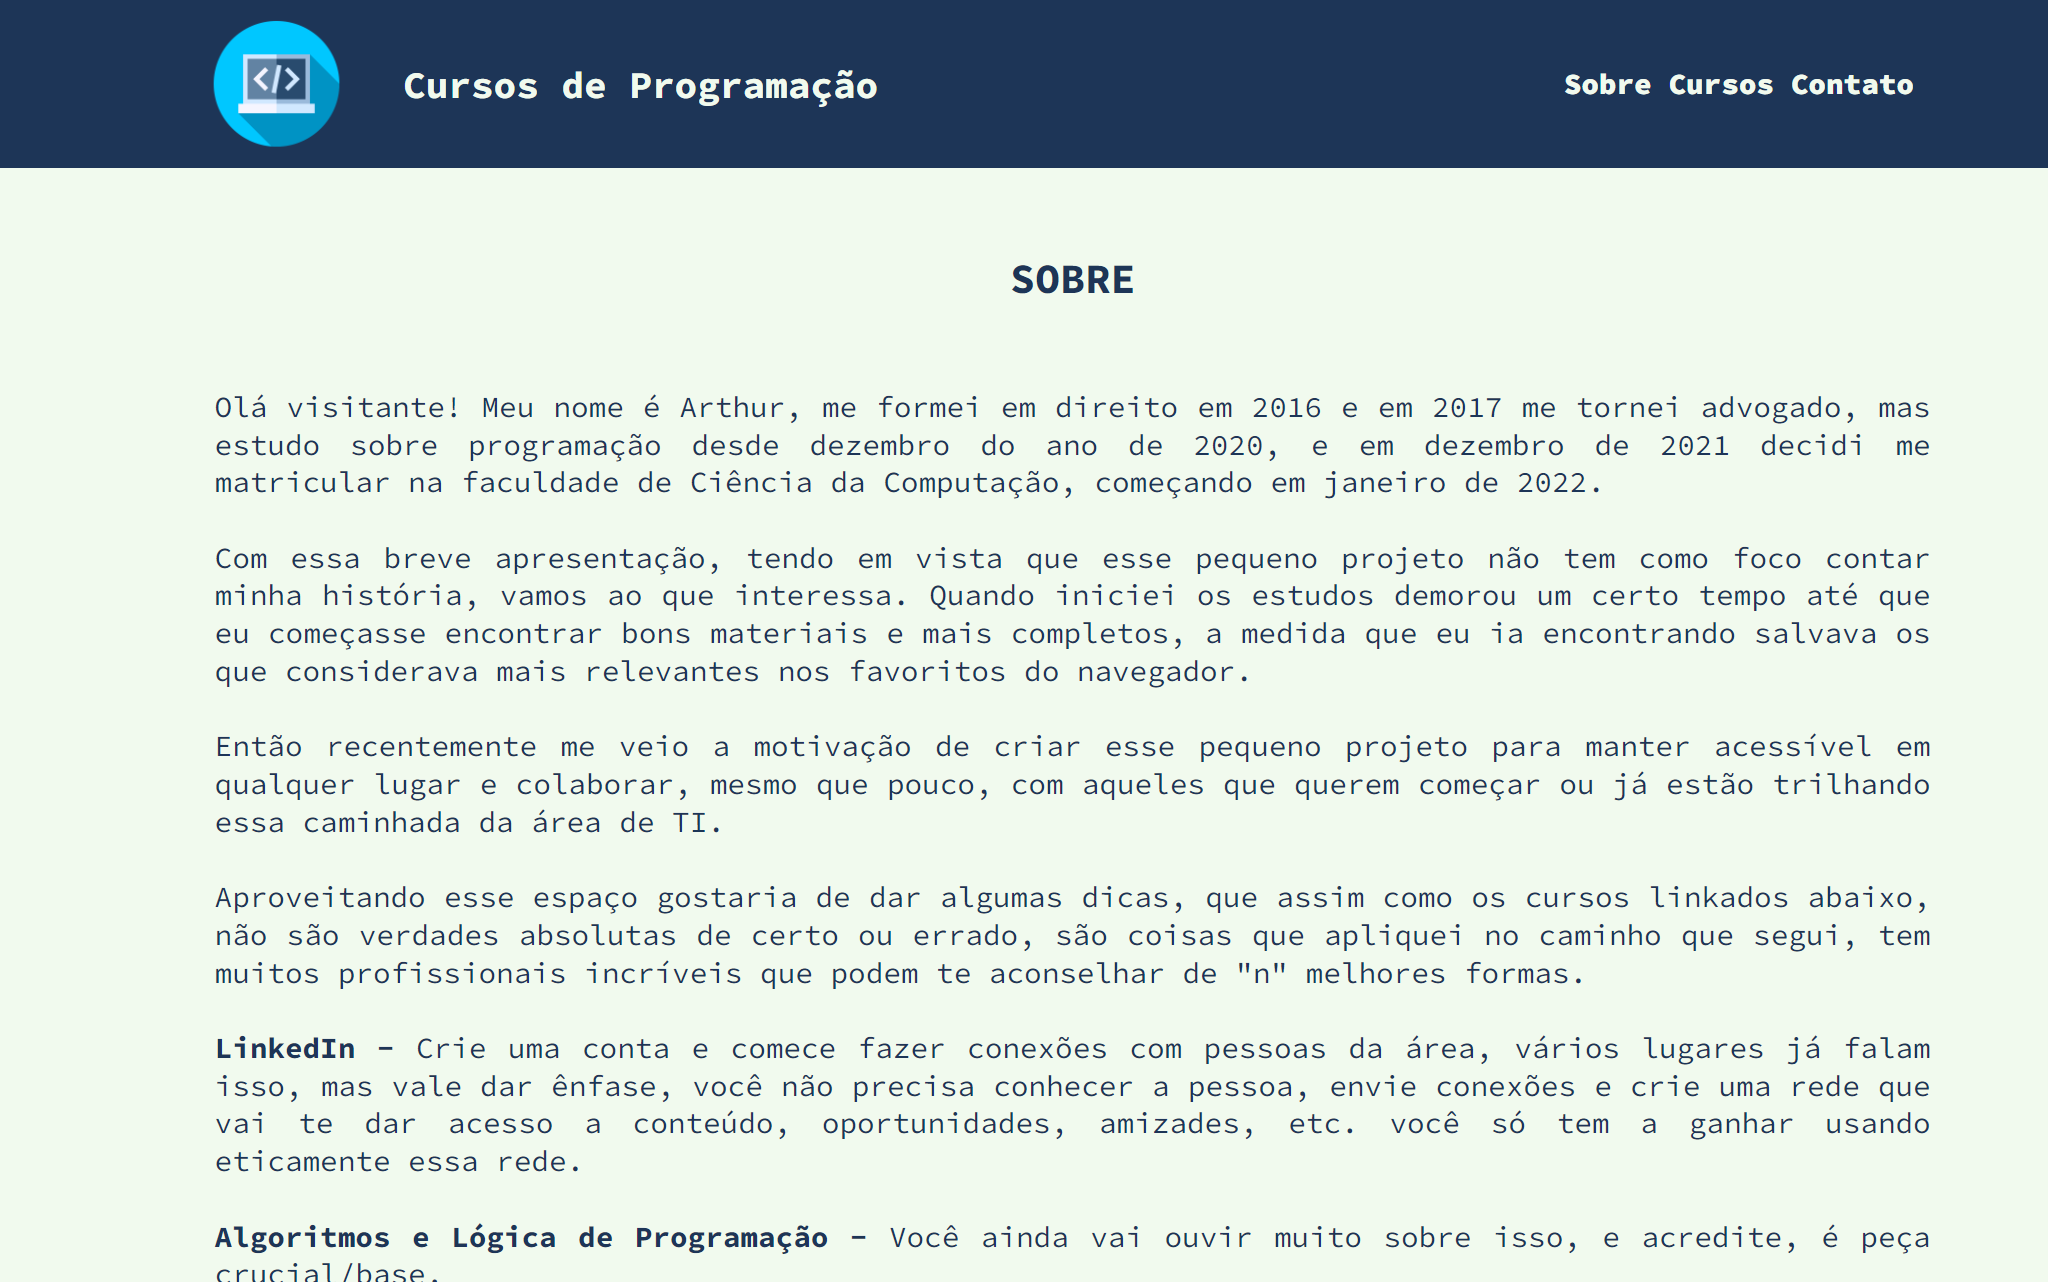 </>
Cursos de Programação
Sobre Cursos Contato
SOBRE
Olá visitante! Meu nome é Arthur, me formei em direito em 2016 e em 2017 me tornei advogado, mas
estudo sobre programação desde dezembro do ano de 2020, e em dezembro de 2021 decidi me
matricular na faculdade de Ciência da Computação, começando em janeiro de 2022.
Com essa breve apresentação, tendo em vista que esse pequeno projeto não tem como foco contar
minha história, vamos ao que interessa. Quando iniciei os estudos demorou um certo tempo até que
eu começasse encontrar bons materiais e mais completos, a medida que eu ia encontrando salvava os
que considerava mais relevantes nos favoritos do navegador.
Então recentemente me veio a motivação de criar esse pequeno projeto para manter acessível em
qualquer lugar e colaborar, mesmo que pouco, com aqueles que querem começar ou já estão trilhando
essa caminhada da área de TI.
Aproveitando esse espaço gostaria de dar algumas dicas, que assim como os cursos linkados abaixo,
não são verdades absolutas de certo ou errado, são coisas que apliquei no caminho que segui, tem
muitos profissionais incríveis que podem te aconselhar de "n" melhores formas.
LinkedIn - Crie uma conta e comece fazer conexões com pessoas da área, vários lugares já falam
isso, mas vale dar ênfase, você não precisa conhecer a pessoa, envie conexões e crie uma rede que
vai te dar acesso a conteúdo, oportunidades, amizades, etc. você só tem a ganhar usando
eticamente essa rede.
Algoritmos e Lógica de Programação - Você ainda vai ouvir muito sobre isso, e acredite, é peça
crucial/base.